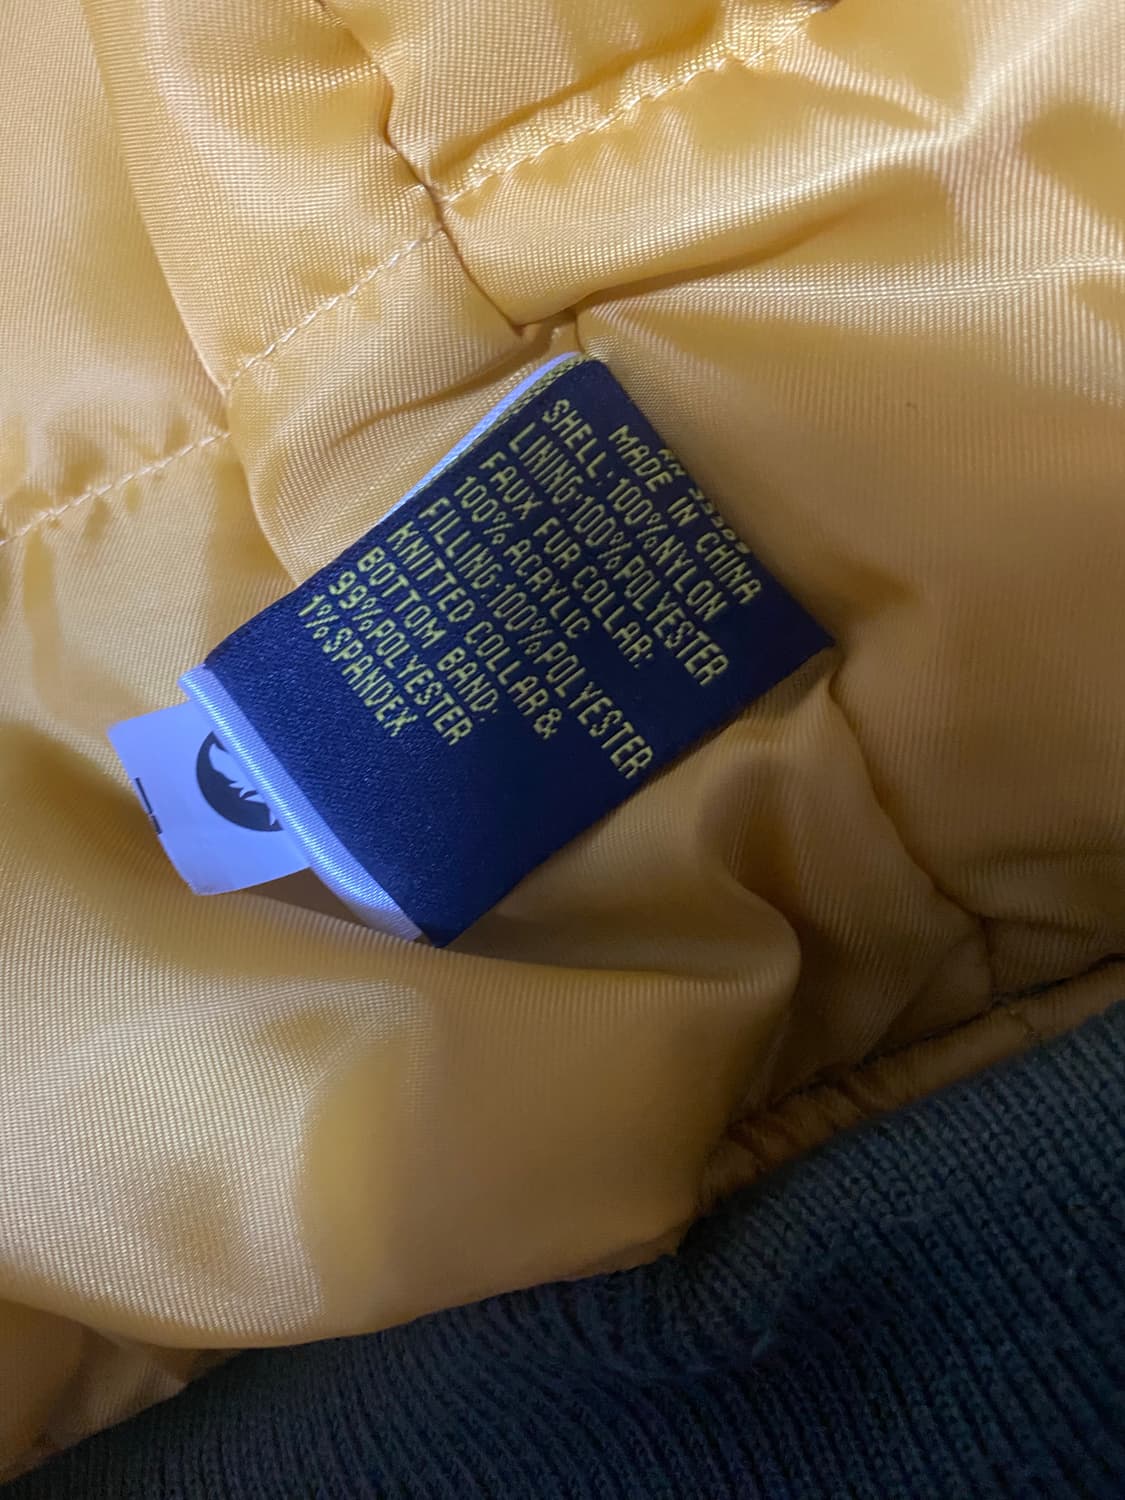 MADE IN CHINA
SHELL:100%NYLON
LINING:100%POLYESTER
FAUX FUR COLLAR:
100% ACRYLIC
FILLING:100%POLYESTER
KNITTED COLLAR&
BOTTOM BAND:
99%POLYESTER
1%SPANDEX